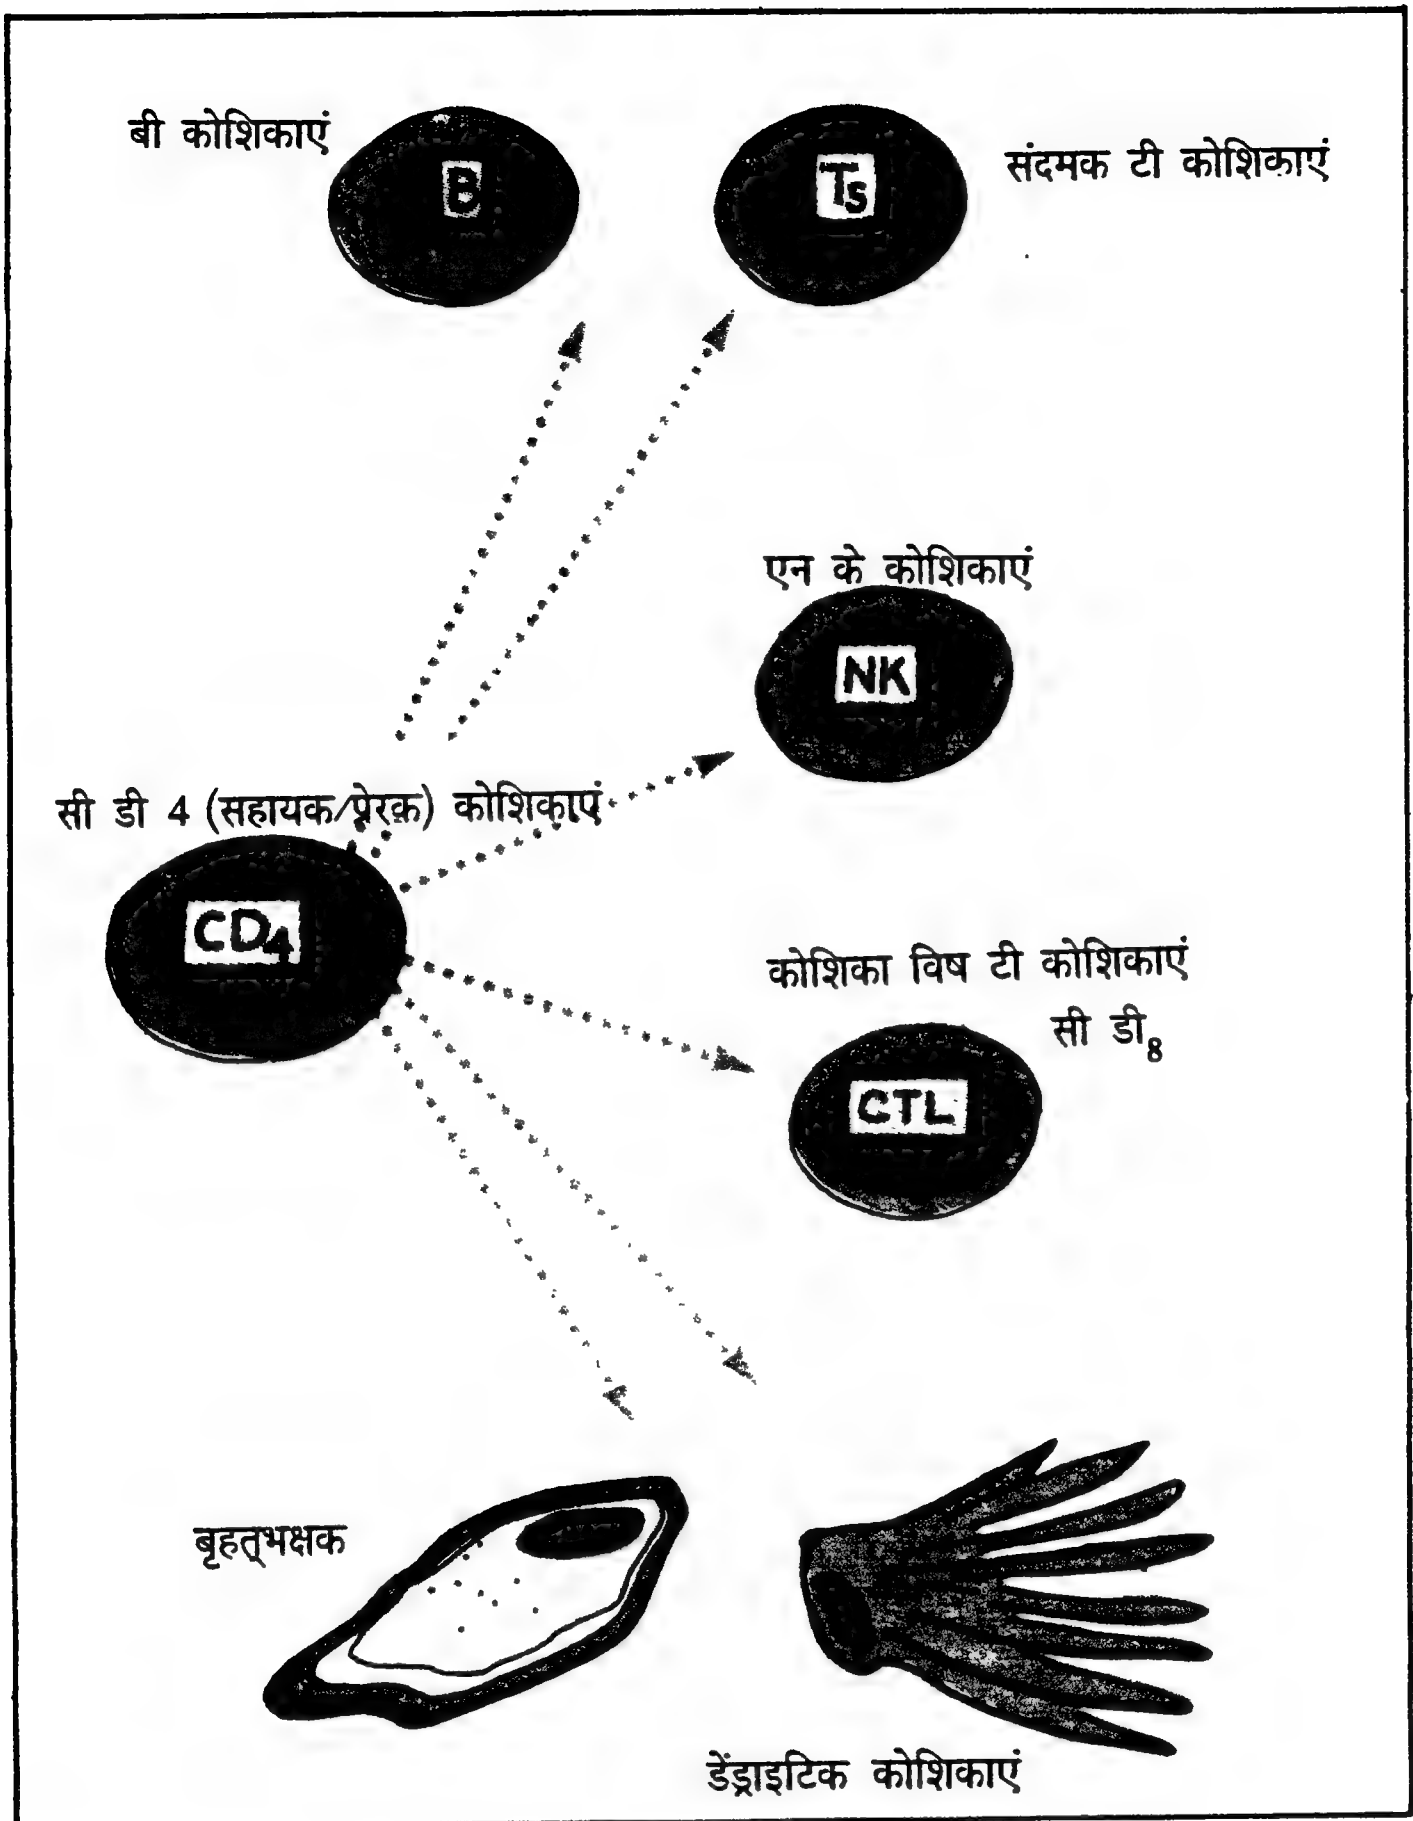 बी कोशिकाएं
B
Ts
संदमक टी कोशिकाएं
एन के कोशिकाएं
NK
सी डी 4 (सहायक/प्रेरक) कोशिकाएं
CD4
कोशिका विष टी कोशिकाएं
सी डी8
CTL
बृहत्भक्षक
डेंड्राइटिक कोशिकाएं